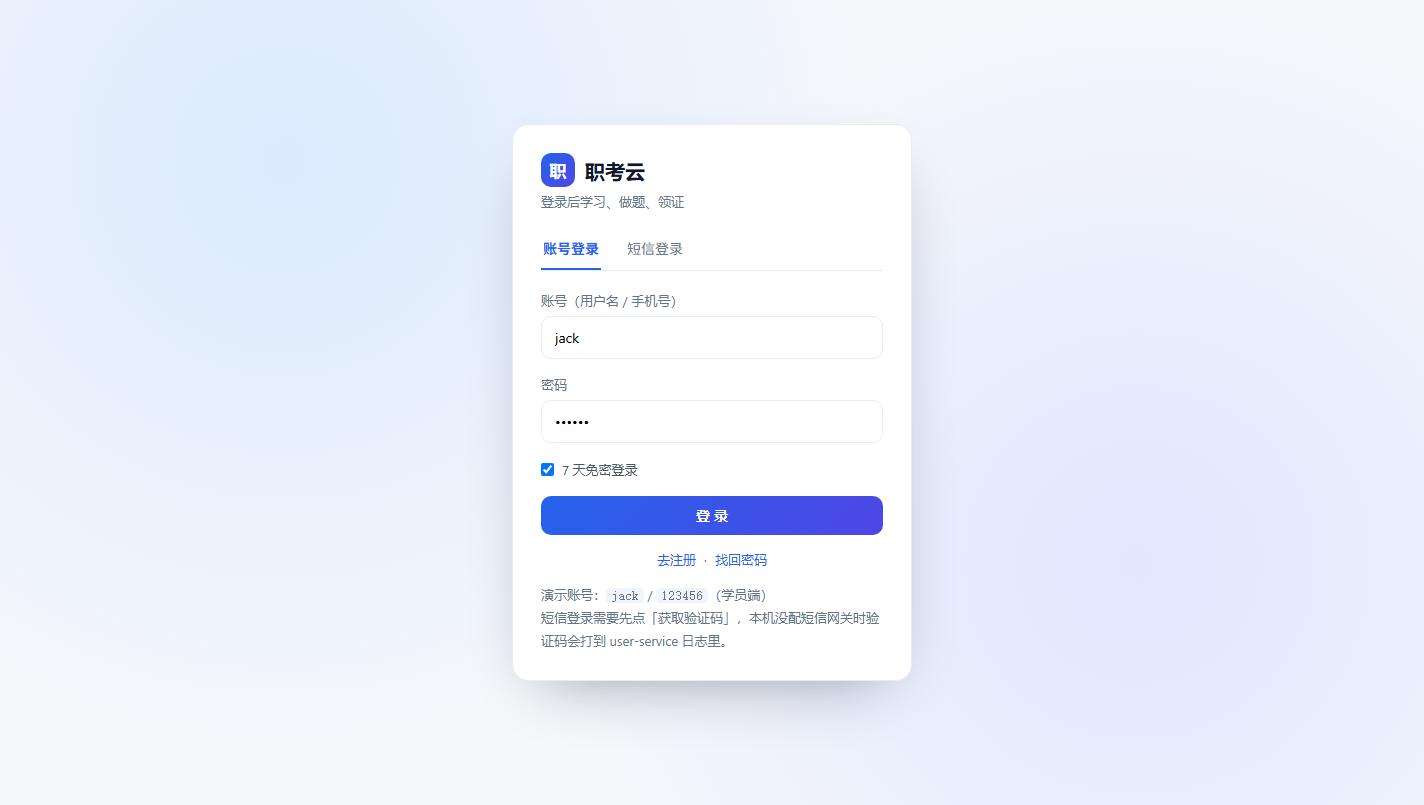 职 职考云
登录后学习、做题、领证
账号登录 短信登录
账号（用户名 / 手机号）
jack
密码
••••••
7 天免密登录
登 录
去注册 · 找回密码
演示账号：jack / 123456（学员端）
短信登录需要先点「获取验证码」，本机没配短信网关时验
证码会打到 user-service 日志里。